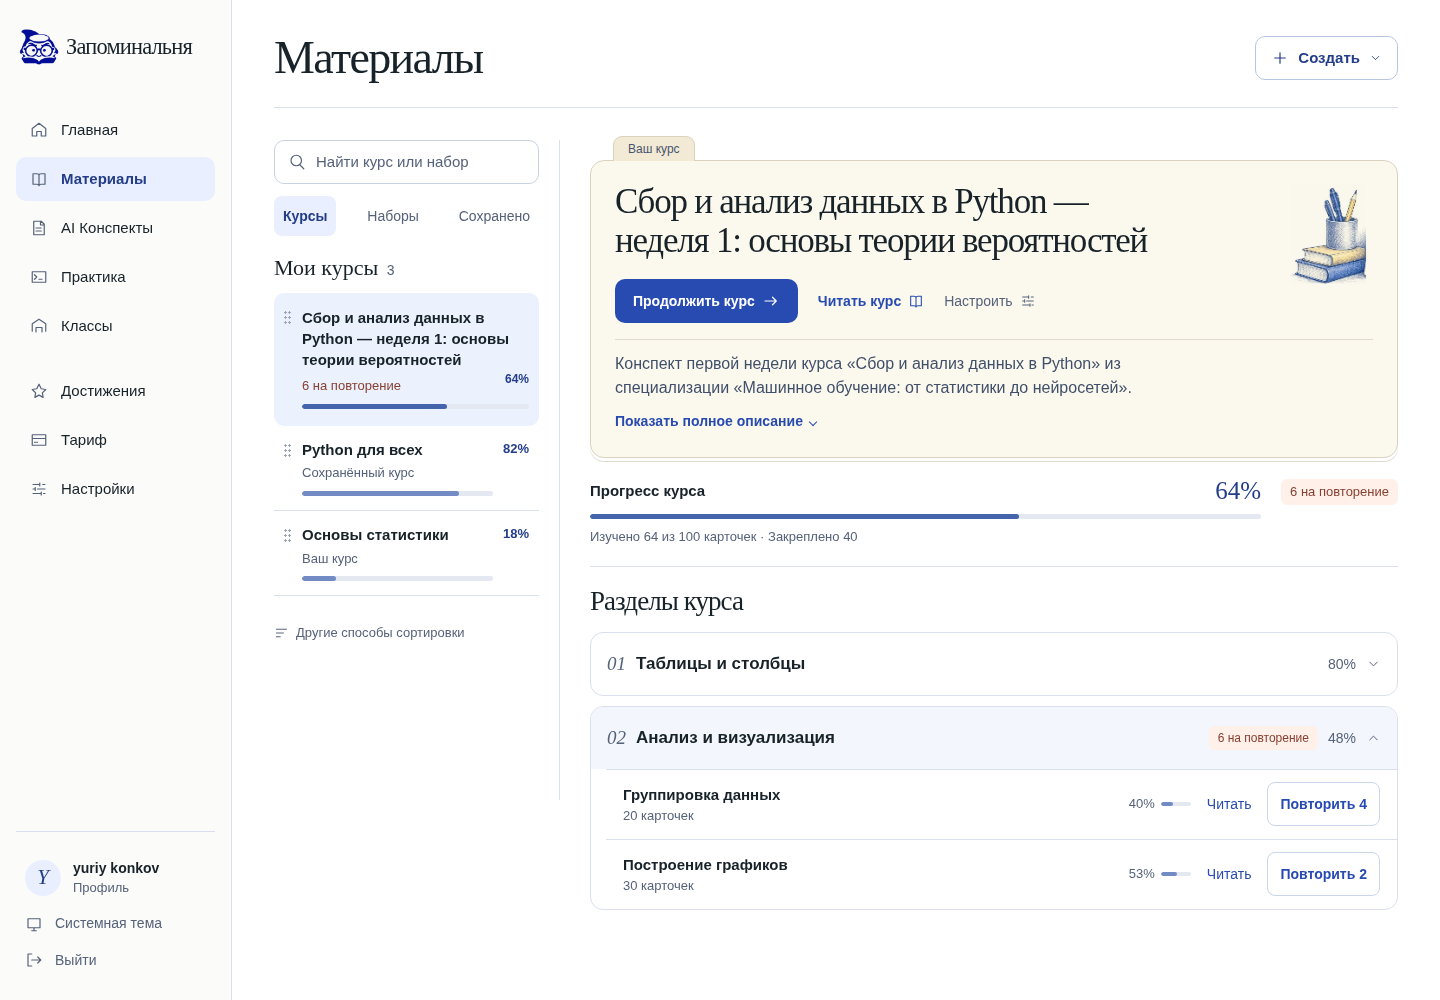 Запоминальня
Главная
Материалы
AI Конспекты
Практика
Классы
Достижения
Тариф
Настройки
Y
yuriy konkov
Профиль
Системная тема
Выйти
Материалы
Создать
Найти курс или набор
Курсы
Наборы
Сохранено
Мои курсы 3
Сбор и анализ данных в
Python — неделя 1: основы
теории вероятностей
6 на повторение
64%
Python для всех
82%
Сохранённый курс
Основы статистики
18%
Ваш курс
Другие способы сортировки
Ваш курс
Сбор и анализ данных в Python —
неделя 1: основы теории вероятностей
Продолжить курс
Читать курс
Настроить
Конспект первой недели курса «Сбор и анализ данных в Python» из
специализации «Машинное обучение: от статистики до нейросетей».
Показать полное описание
Прогресс курса
64%
6 на повторение
Изучено 64 из 100 карточек · Закреплено 40
Разделы курса
01 Таблицы и столбцы
80%
02 Анализ и визуализация
6 на повторение
48%
Группировка данных
20 карточек
40%
Читать
Повторить 4
Построение графиков
30 карточек
53%
Читать
Повторить 2